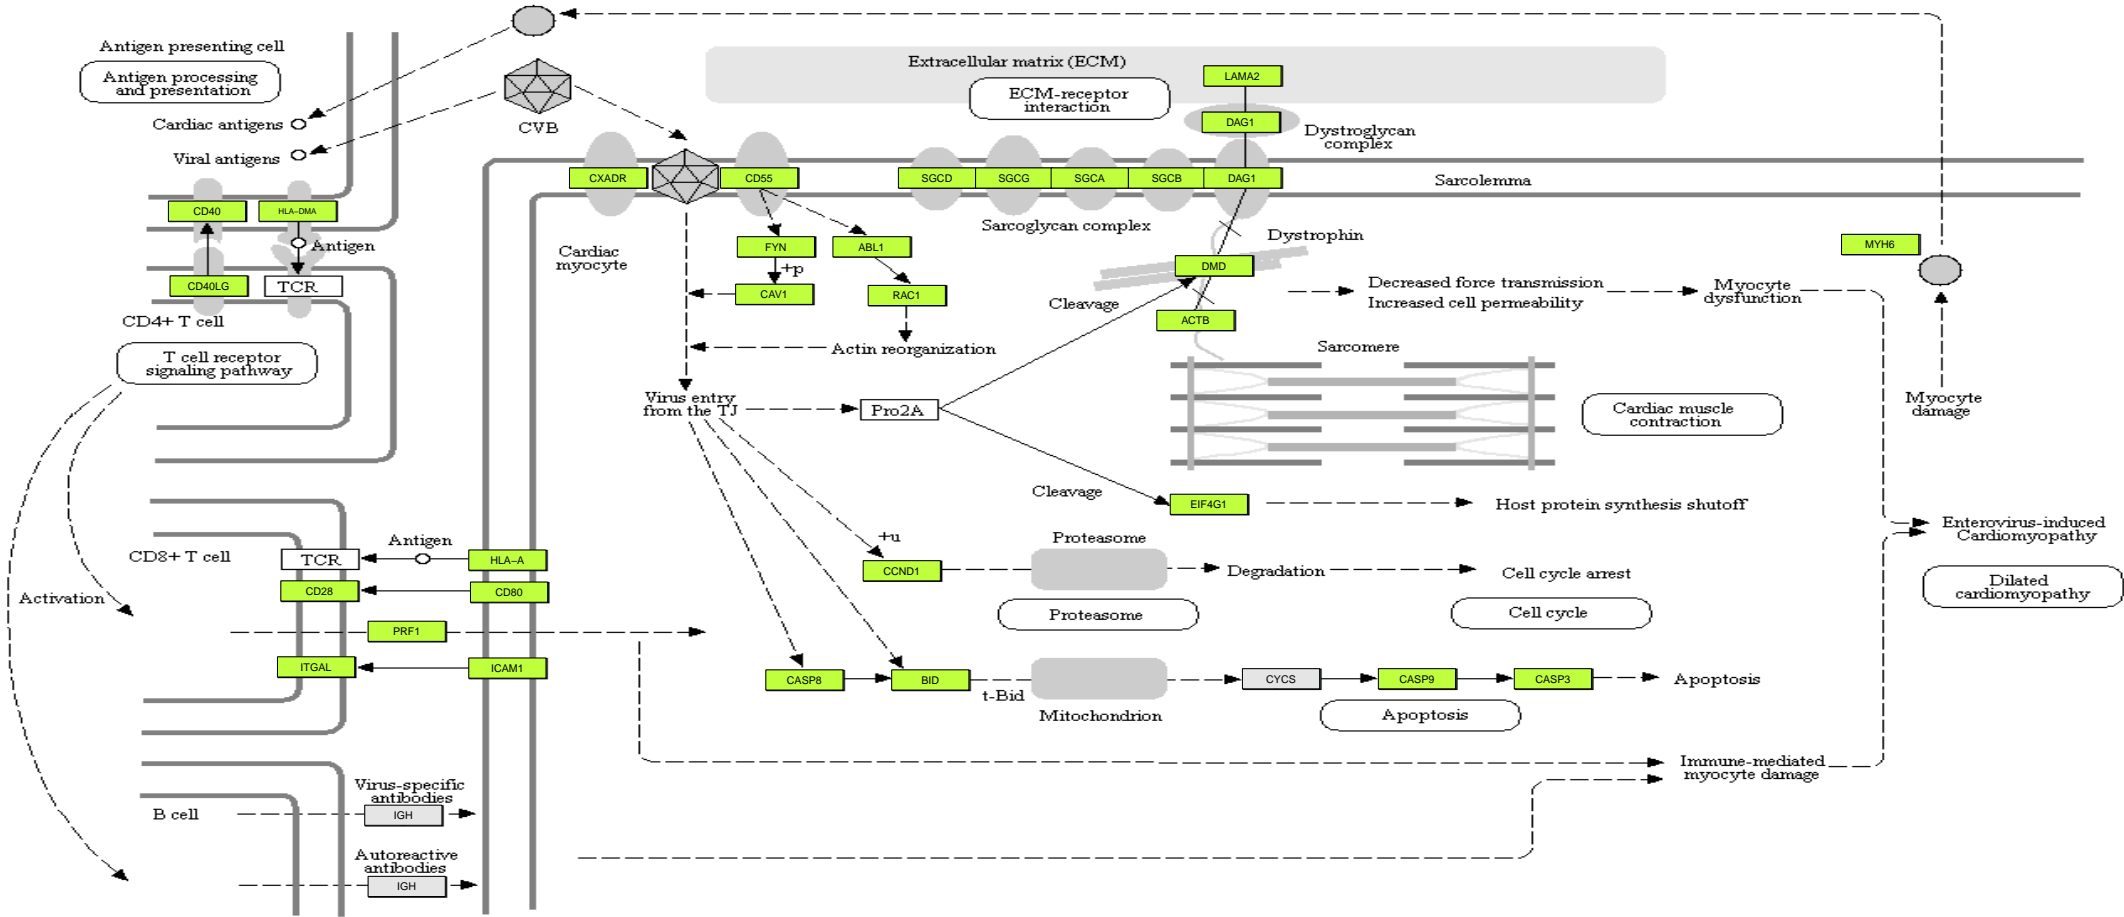 Antigen presenting cell
Antigen processing
and presentation
Cardiac antigens
Viral antigens
CVB
Extracellular matrix (ECM)
ECM-receptor
interaction
LAMA2
DAG1
Dystroglycan
complex
CXADR
CD55
SGCD
SGCG
SGCA
SGCB
DAG1
Sarcolemma
Sarcoglycan complex
CD40
HLA-DMA
Antigen
CD40LG
TCR
CD4+ T cell
T cell receptor
signaling pathway
Cardiac
myocyte
FYN
ABL1
+p
CAV1
RAC1
Actin reorganization
Dystrophin
DMD
Cleavage
ACTB
Decreased force transmission
Increased cell permeability
Myocyte
dysfunction
MYH6
Sarcomere
Virus entry
from the TJ
Pro2A
Cardiac muscle
contraction
Myocyte
damage
Cleavage
EIF4G1
Host protein synthesis shutoff
Enterovirus-induced
Cardiomyopathy
Dilated
cardiomyopathy
CD8+ T cell
TCR
Antigen
HLA-A
CD28
CD80
Activation
PRF1
ITGAL
ICAM1
+u
CCND1
Proteasome
Degradation
Cell cycle arrest
Proteasome
Cell cycle
CASP8
BID
t-Bid
Mitochondrion
CYCS
CASP9
CASP3
Apoptosis
Apoptosis
Immune-mediated
myocyte damage
Virus-specific
antibodies
B cell
IGH
Autoreactive
antibodies
IGH